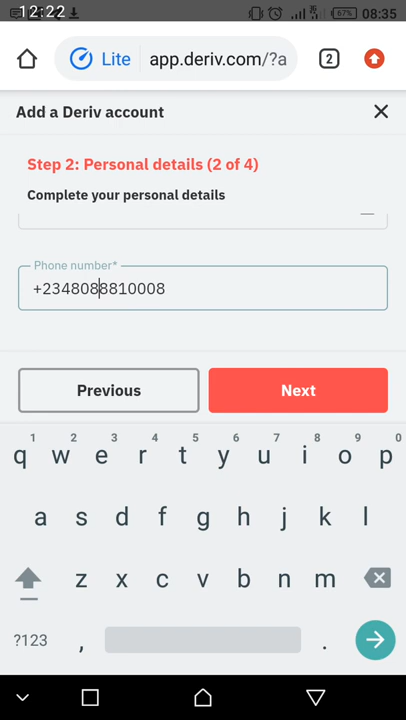 12:22
3G
67% 08:35
Lite app.deriv.com/?a 2
Add a Deriv account
Step 2: Personal details (2 of 4)
Complete your personal details
Phone number*
+2348088810008
Previous Next
1 2 3 4 5 6 7 8 9 0
q w e r t y u i o p
a s d f g h j k l
z x c v b n m
?123 , .